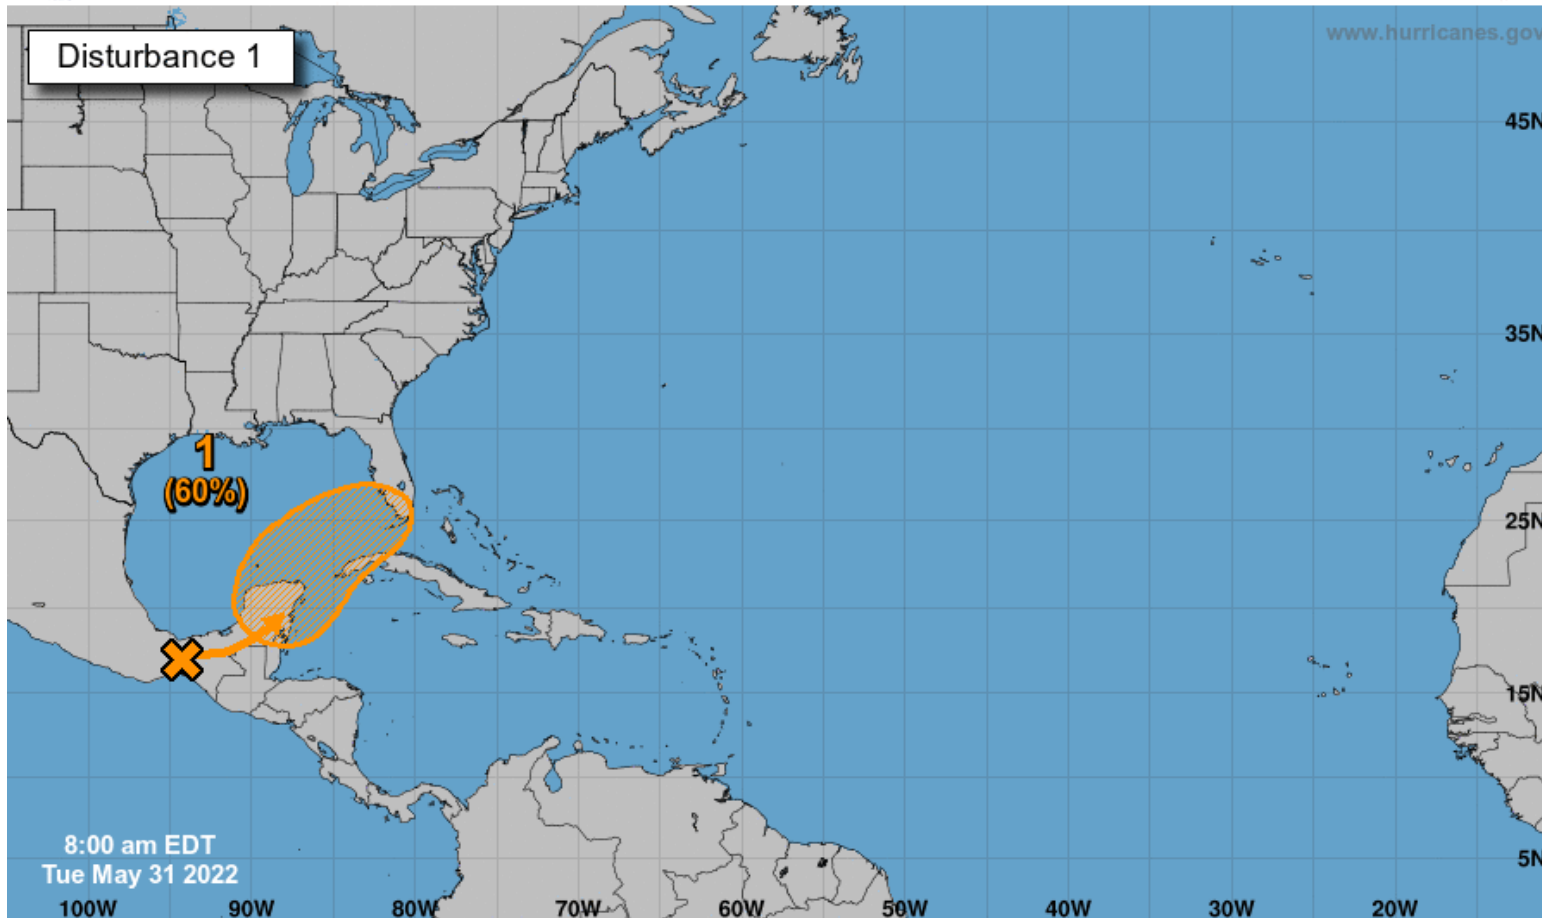 www.hurricanes.gov
Disturbance 1
45N
35N
1
(60%)
25N
15N
8:00 am EDT
Tue May 31 2022
5N
100W 90W 80W 70W 60W 50W 40W 30W 20W